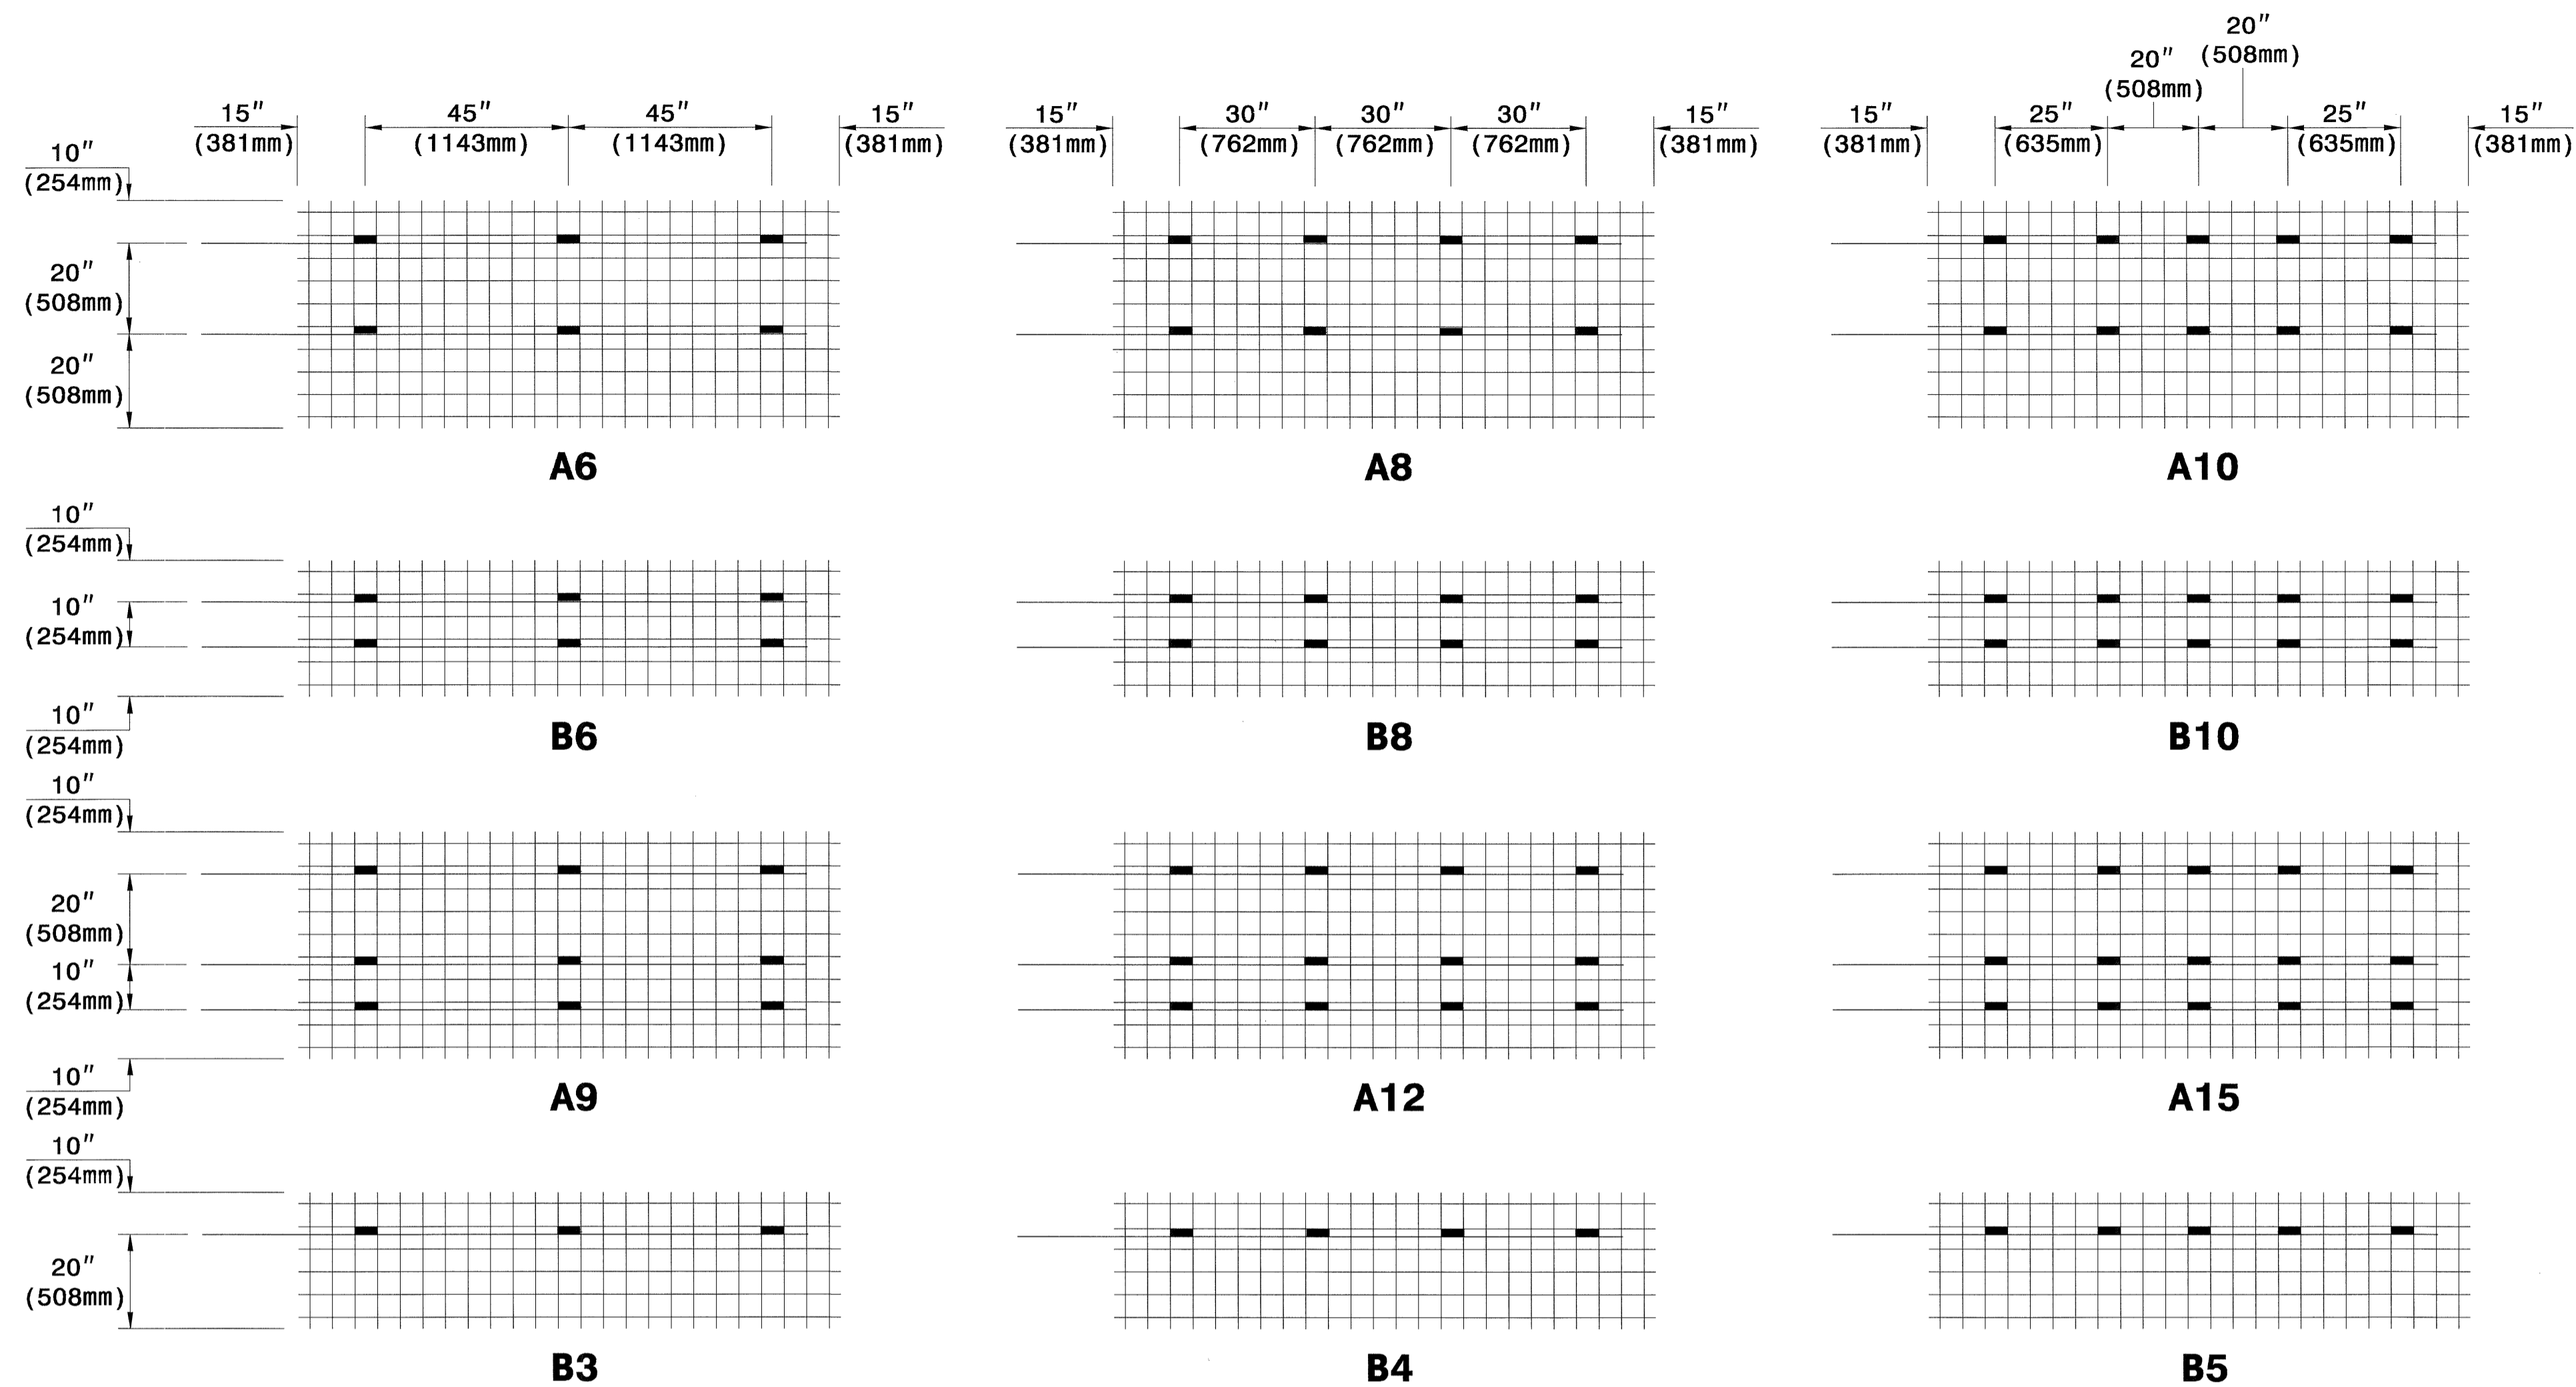 20″
(508mm)
20″
(508mm)
15″
(381mm)
45″
(1143mm)
45″
(1143mm)
15″
(381mm)
15″
(381mm)
30″
(762mm)
30″
(762mm)
30″
(762mm)
15″
(381mm)
15″
(381mm)
25″
(635mm)
25″
(635mm)
15″
(381mm)
10″
(254mm)
20″
(508mm)
20″
(508mm)
A6
A8
A10
10″
(254mm)
10″
(254mm)
10″
(254mm)
B6
B8
B10
10″
(254mm)
20″
(508mm)
10″
(254mm)
10″
(254mm)
A9
A12
A15
10″
(254mm)
20″
(508mm)
B3
B4
B5